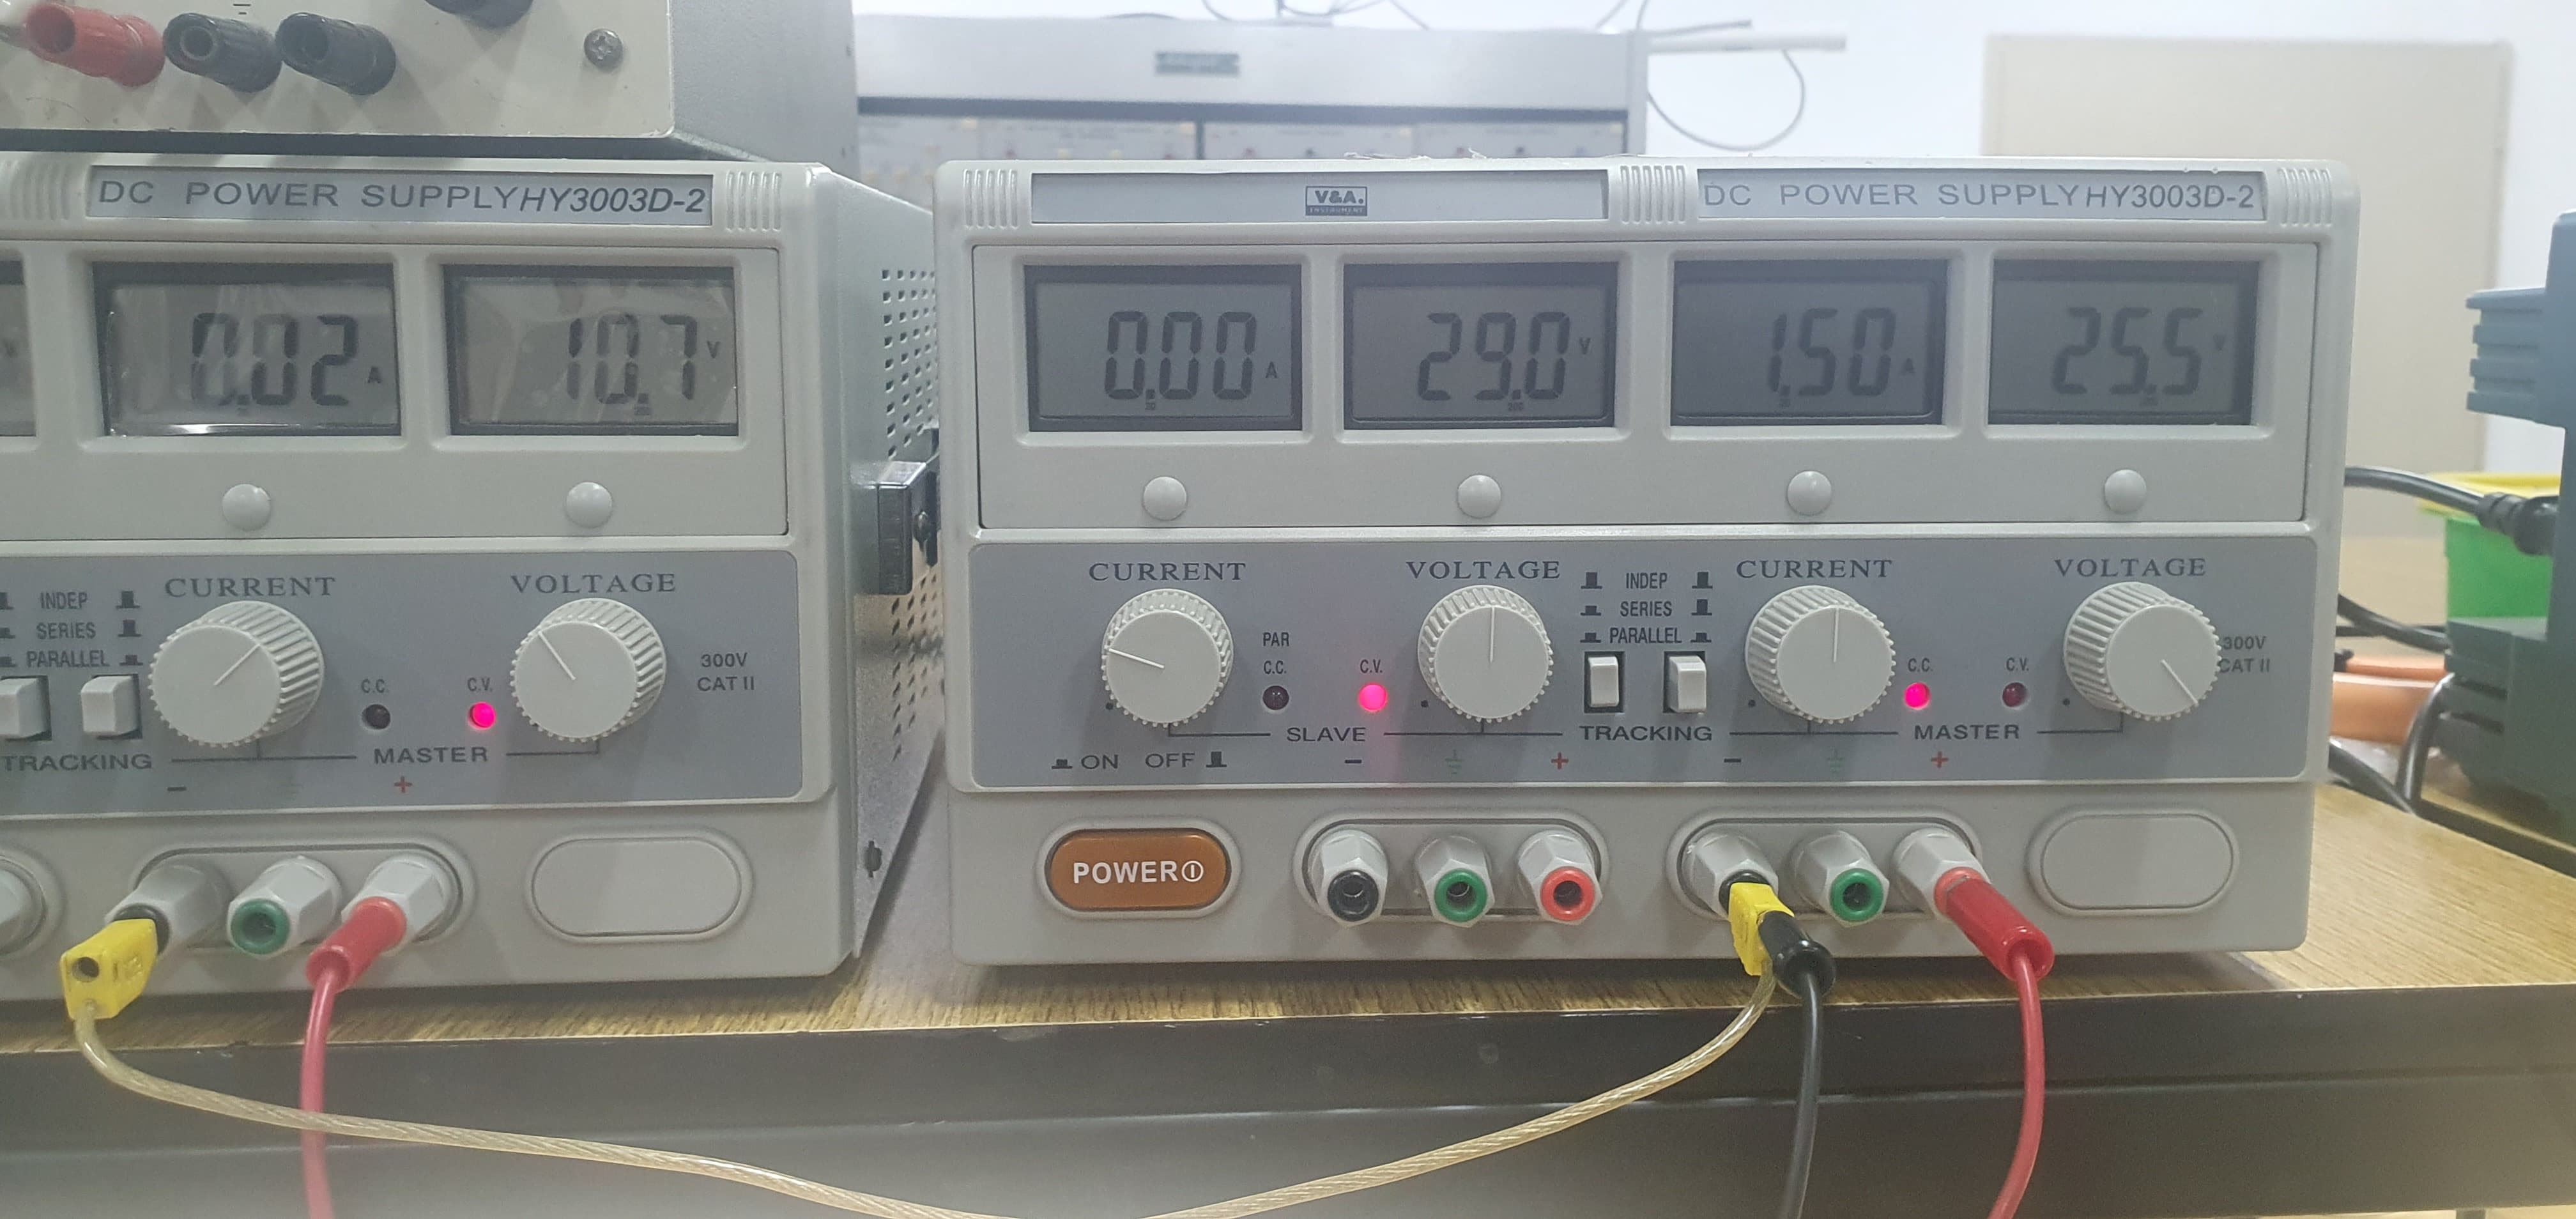 DC POWER SUPPLY HY3003D-2
0.02 A
10.7 V
INDEP
SERIES
PARALLEL
CURRENT
VOLTAGE
C.C.
C.V.
300V
CAT II
TRACKING
MASTER
-
+
V&A.
INSTRUMENT
DC POWER SUPPLY HY3003D-2
0.00 A
29.0 V
1.50 A
25.5 V
CURRENT
VOLTAGE
INDEP
SERIES
PARALLEL
CURRENT
VOLTAGE
PAR
C.C.
C.V.
C.C.
C.V.
300V
CAT II
SLAVE
TRACKING
MASTER
ON OFF
- +
- +
POWER